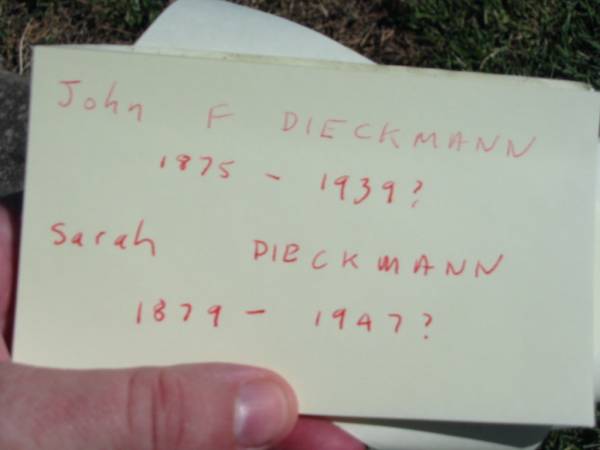 John F DIECKMANN
1875 - 1939?
Sarah DIECKMANN
1879 - 1947?